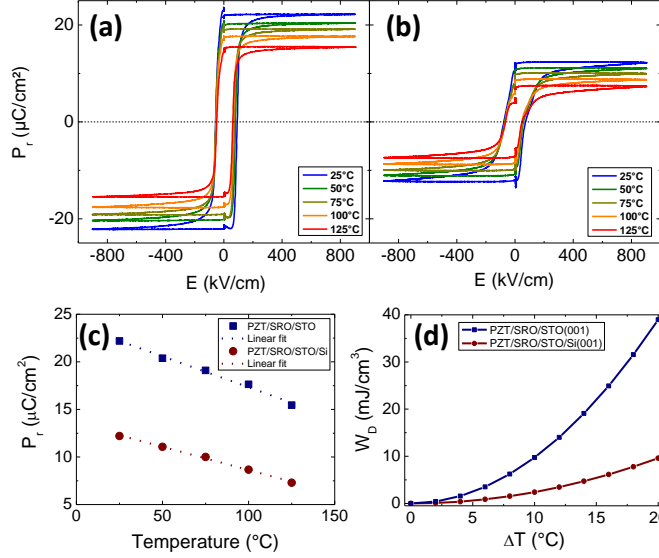 (a)
(b)
P_r (μC/cm²)
20
0
-20
25°C
50°C
75°C
100°C
125°C
25°C
50°C
75°C
100°C
125°C
-800 -400 0 400 800
-800 -400 0 400 800
E (kV/cm)
E (kV/cm)
(c)
(d)
P_r (μC/cm²)
25
20
15
10
5
PZT/SRO/STO
Linear fit
PZT/SRO/STO/Si
Linear fit
0 50 100 150
Temperature (°C)
W_D (mJ/cm³)
40
30
20
10
0
PZT/SRO/STO(001)
PZT/SRO/STO/Si(001)
0 5 10 15 20
ΔT (°C)